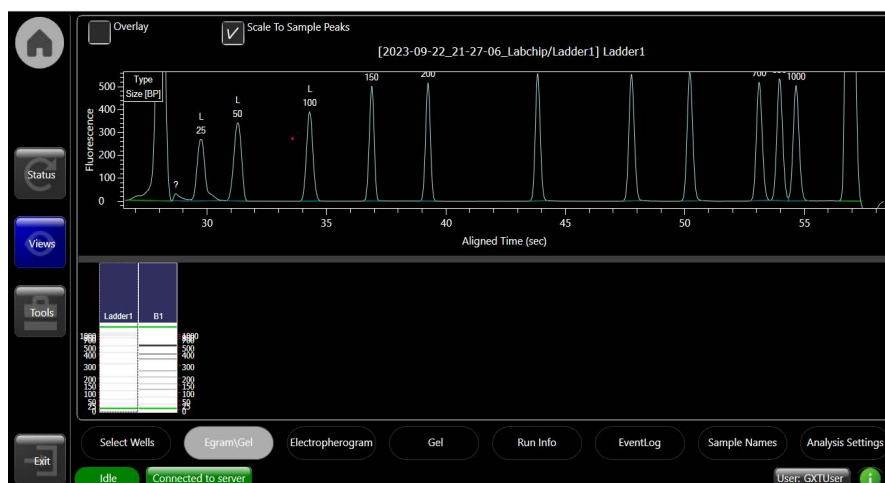 Overlay
Scale To Sample Peaks
[2023-09-22_21-27-06_Labchip/Ladder1] Ladder1
Type
Size [BP]
Fluorescence
500
400
300
200
100
0
?
L
25
L
50
L
100
150
200
700
1000
30
35
40
45
50
55
Aligned Time (sec)
Status
Views
Tools
Exit
Ladder1
B1
500
400
300
200
150
100
50
25
0
500
400
300
200
150
100
50
25
0
Select Wells
Egram\Gel
Electropherogram
Gel
Run Info
EventLog
Sample Names
Analysis Settings
Idle
Connected to server
User: GXTUser
i